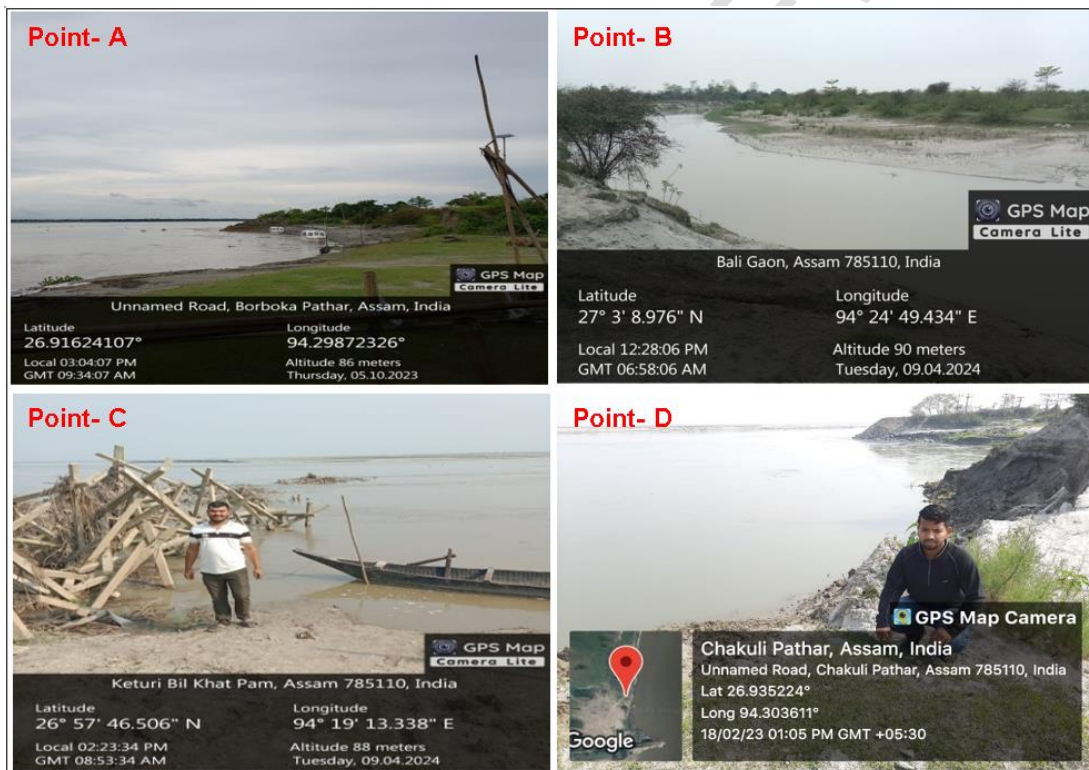 Point- A
GPS Map
Camera Lite
Unnamed Road, Borboka Pathar, Assam, India
Latitude
26.91624107°
Longitude
94.29872326°
Local 03:04:07 PM
GMT 09:34:07 AM
Altitude 86 meters
Thursday, 05.10.2023
Point- B
GPS Map
Camera Lite
Bali Gaon, Assam 785110, India
Latitude
27° 3' 8.976" N
Longitude
94° 24' 49.434" E
Local 12:28:06 PM
GMT 06:58:06 AM
Altitude 90 meters
Tuesday, 09.04.2024
Point- C
GPS Map
Camera Lite
Keturi Bil Khat Pam, Assam 785110, India
Latitude
26° 57' 46.506" N
Longitude
94° 19' 13.338" E
Local 02:23:34 PM
GMT 08:53:34 AM
Altitude 88 meters
Tuesday, 09.04.2024
Point- D
GPS Map Camera
Google
Chakuli Pathar, Assam, India
Unnamed Road, Chakuli Pathar, Assam 785110, India
Lat 26.935224°
Long 94.303611°
18/02/23 01:05 PM GMT +05:30